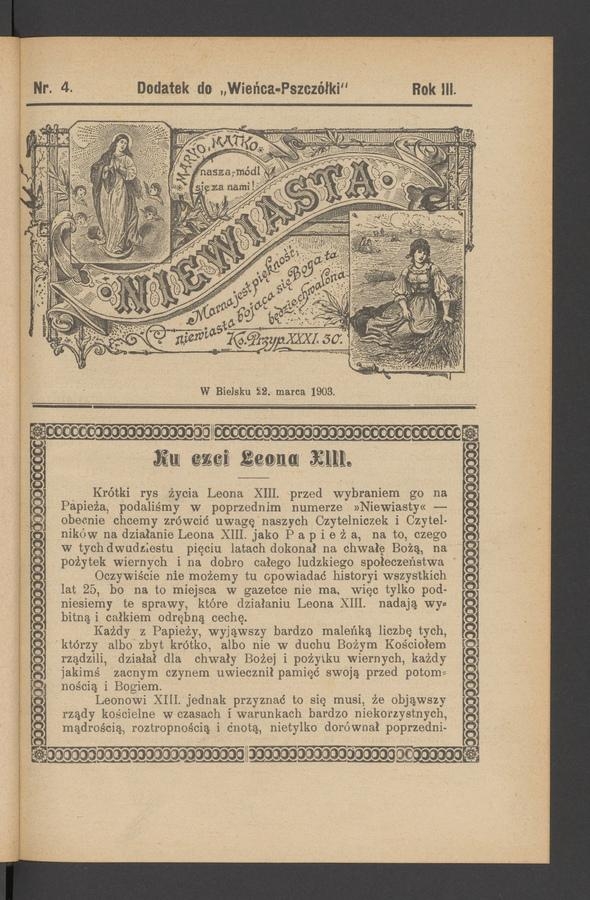 Nr. 4. Dodatek do „Wieńca-Pszczółki" Rok III.
MARYO, MATKO
nasza, módl
się za nami!
NIEWIASTA
Marna jest piękność,
niewiasta bojąca się Boga ta
będzie chwalona
Ks. Przyp. XXXI. 30.
W Bielsku 22. marca 1903.
Ku czci Leona XIII.
Krótki rys życia Leona XIII. przed wybraniem go na
Papieża, podaliśmy w poprzednim numerze »Niewiasty« —
obecnie chcemy zrówcić uwagę naszych Czytelniczek i Czytel-
ników na działanie Leona XIII. jako Papieża, na to, czego
w tych dwudziestu pięciu latach dokonał na chwałę Bożą, na
pożytek wiernych i na dobro całego ludzkiego społeczeństwa
Oczywiście nie możemy tu opowiadać historyi wszystkich
lat 25, bo na to miejsca w gazetce nie ma, więc tylko pod-
niesiemy te sprawy, które działaniu Leona XIII. nadają wy-
bitną i całkiem odrębną cechę.
Każdy z Papieży, wyjąwszy bardzo maleńką liczbę tych,
którzy albo zbyt krótko, albo nie w duchu Bożym Kościołem
rządzili, działał dla chwały Bożej i pożytku wiernych, każdy
jakimś zacnym czynem uwiecznił pamięć swoją przed potom-
nością i Bogiem.
Leonowi XIII. jednak przyznać to się musi, że objąwszy
rządy kościelne w czasach i warunkach bardzo niekorzystnych,
mądrością, roztropnością i cnotą, nietylko dorównał poprzedni-